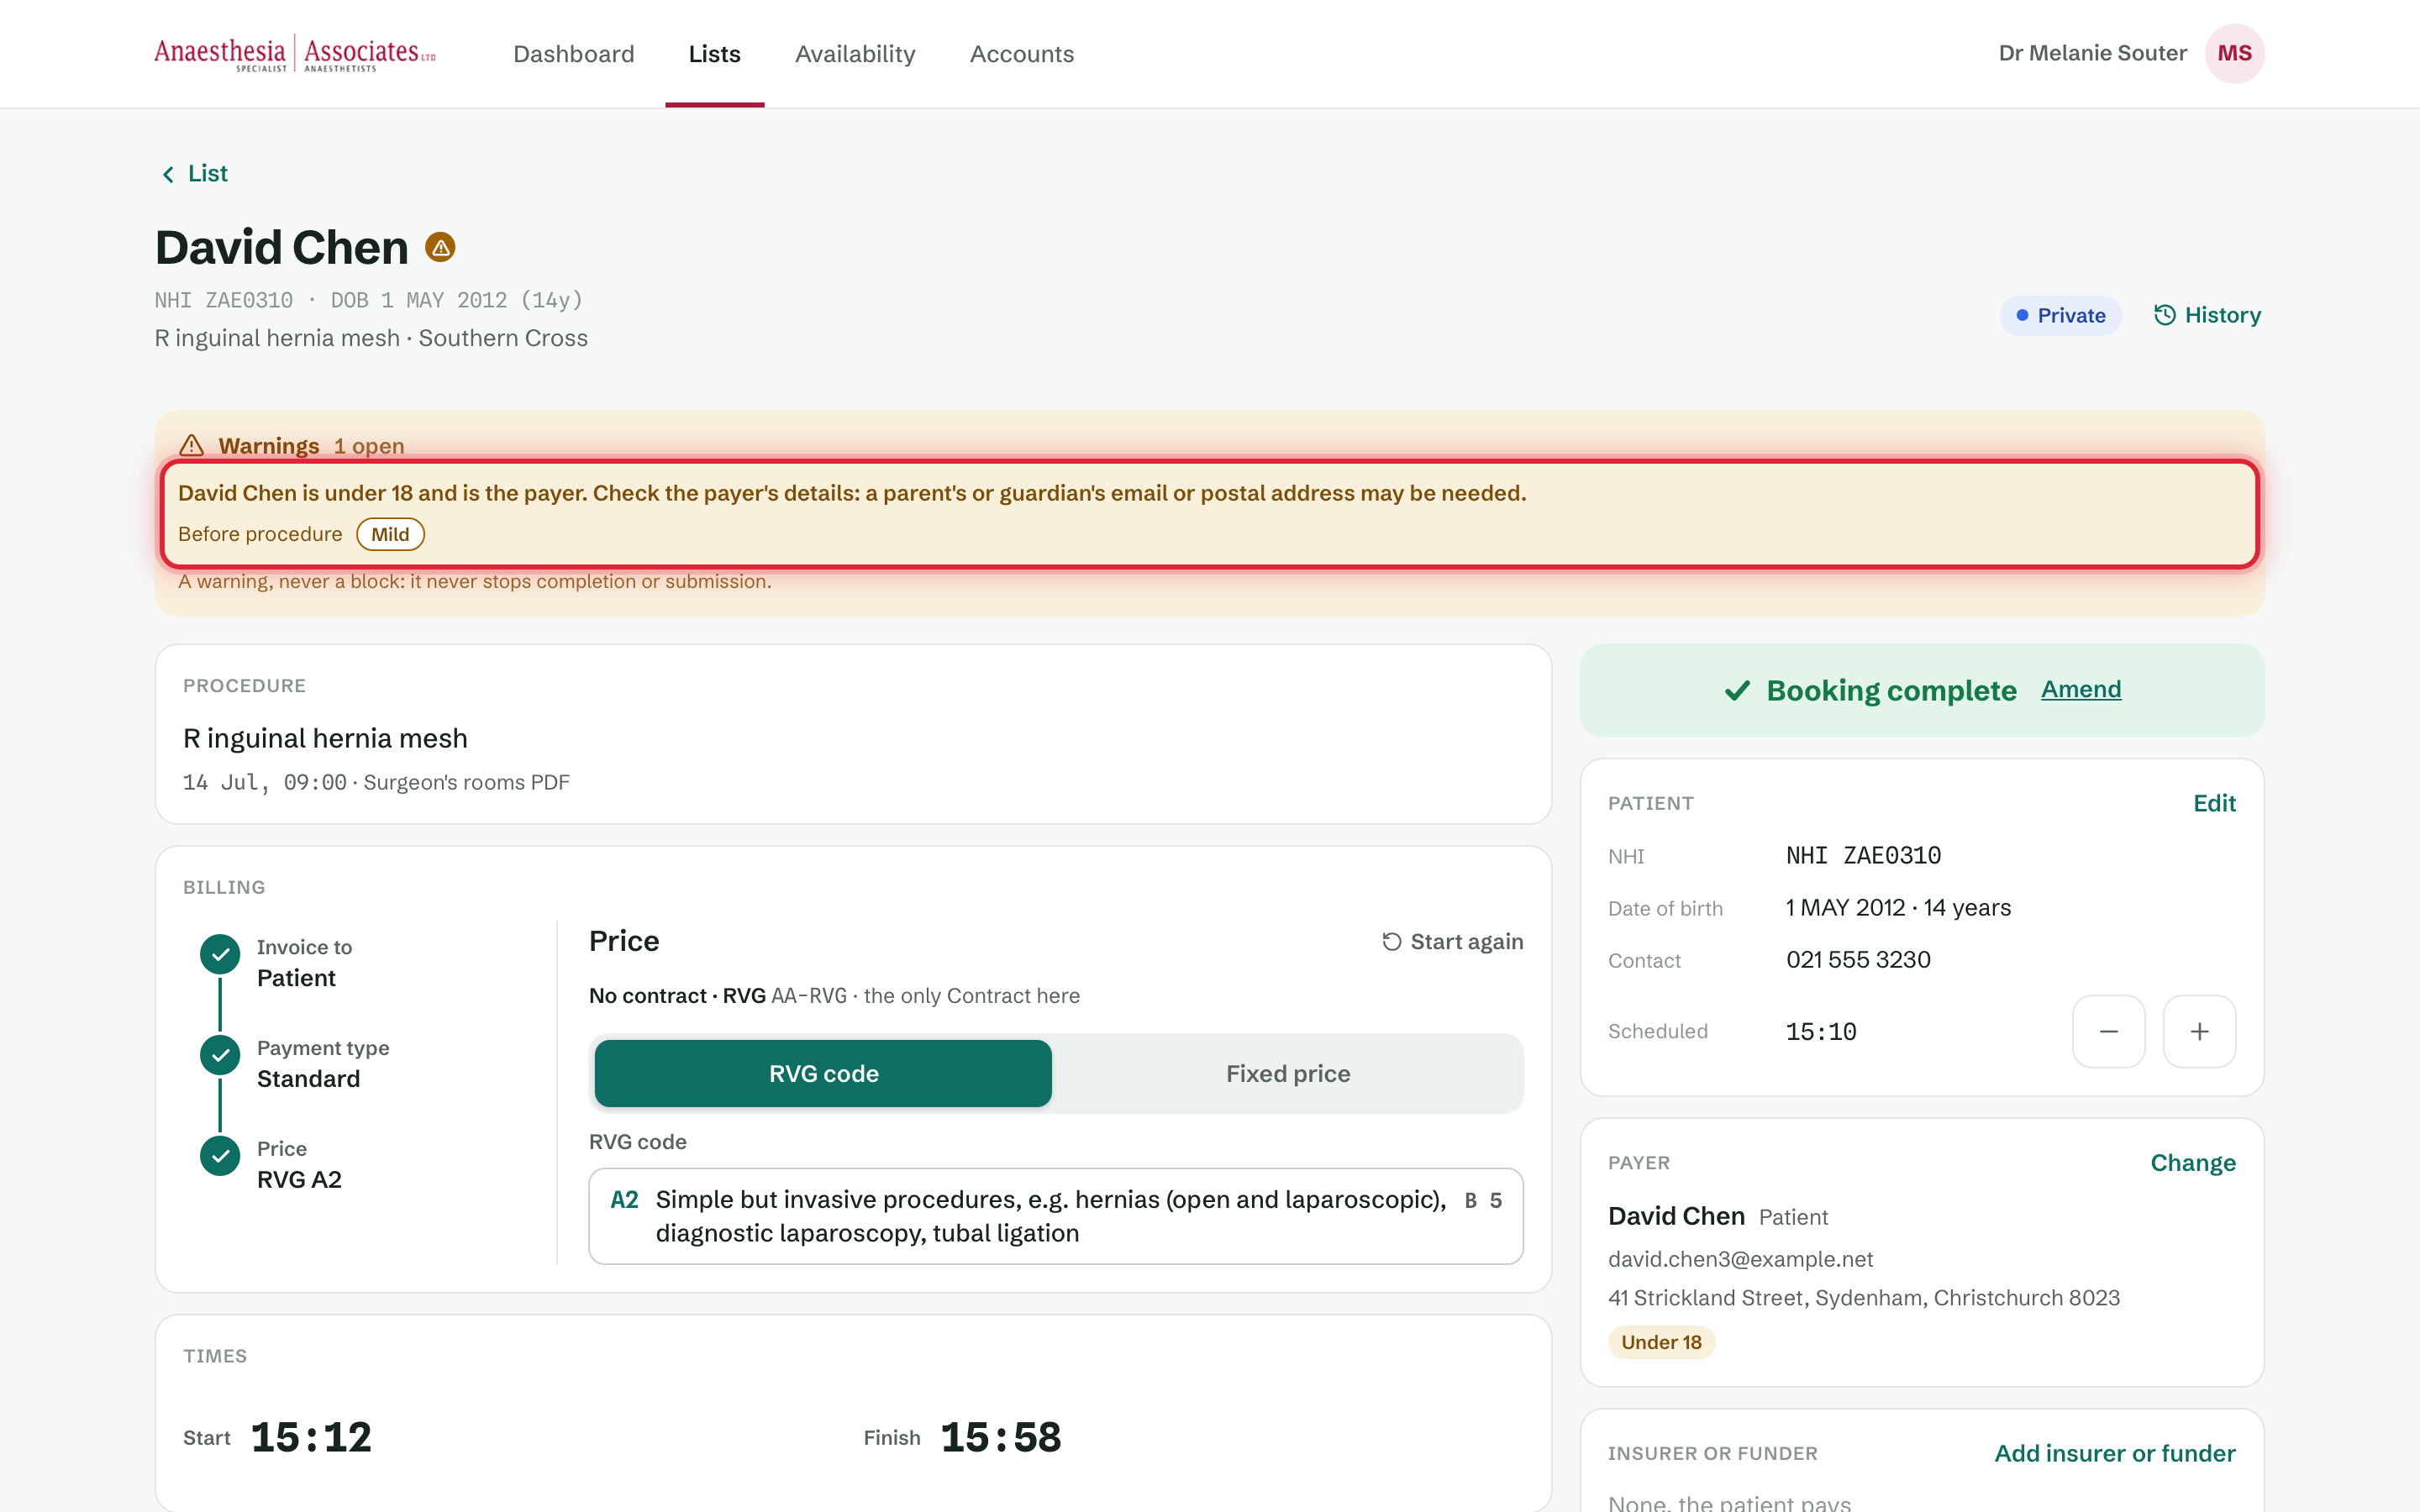 Anaesthesia | Associates LTD
SPECIALIST ANAESTHETISTS
Dashboard
Lists
Availability
Accounts
Dr Melanie Souter
MS
List
David Chen
NHI ZAE0310 · DOB 1 MAY 2012 (14y)
R inguinal hernia mesh · Southern Cross
Private
History
Warnings 1 open
David Chen is under 18 and is the payer. Check the payer's details: a parent's or guardian's email or postal address may be needed.
Before procedure Mild
A warning, never a block: it never stops completion or submission.
PROCEDURE
R inguinal hernia mesh
14 Jul, 09:00 · Surgeon's rooms PDF
BILLING
Invoice to
Patient
Payment type
Standard
Price
RVG A2
Price
Start again
No contract · RVG AA-RVG · the only Contract here
RVG code
Fixed price
RVG code
A2 Simple but invasive procedures, e.g. hernias (open and laparoscopic), B 5
diagnostic laparoscopy, tubal ligation
TIMES
Start 15:12
Finish 15:58
Booking complete Amend
PATIENT
Edit
NHI NHI ZAE0310
Date of birth 1 MAY 2012 · 14 years
Contact 021 555 3230
Scheduled 15:10 − +
PAYER
Change
David Chen Patient
david.chen3@example.net
41 Strickland Street, Sydenham, Christchurch 8023
Under 18
INSURER OR FUNDER
Add insurer or funder
None, the patient pays